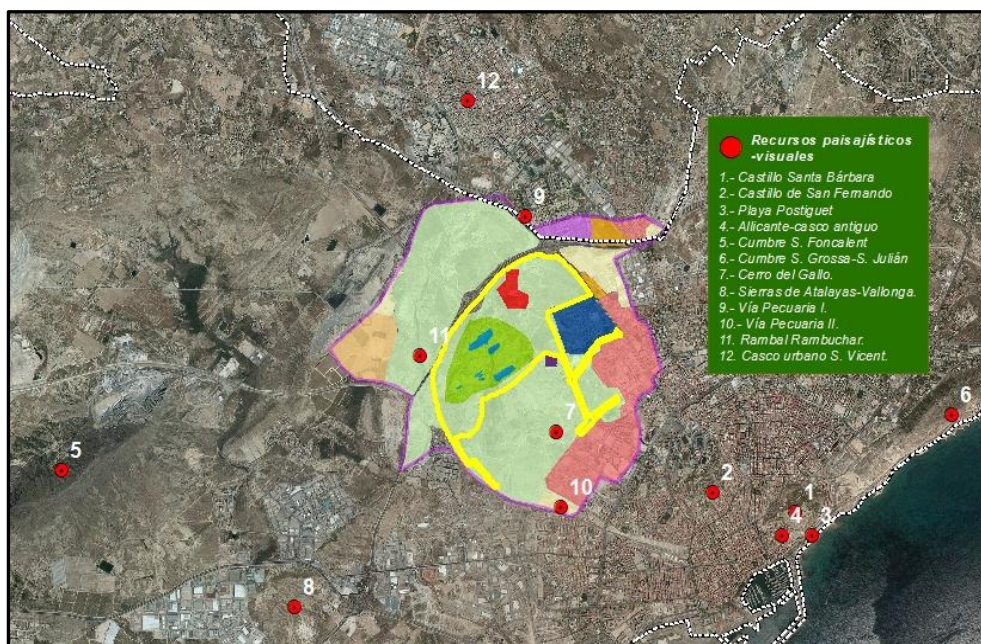 12
9
Recursos paisajísticos
-visuales
1.- Castillo Santa Bárbara
2.- Castillo de San Fernando
3.- Playa Postiguet
4.- Allicante-casco antiguo
5.- Cumbre S. Foncalent
6.- Cumbre S. Grossa-S. Julián
7.- Cerro del Gallo.
8.- Sierras de Atalayas-Vallonga.
9.- Vía Pecuaria I.
10.- Vía Pecuaria II.
11. Rambal Rambuchar.
12. Casco urbano S. Vicent.
11
7
6
5
2
10
1
4
3
8